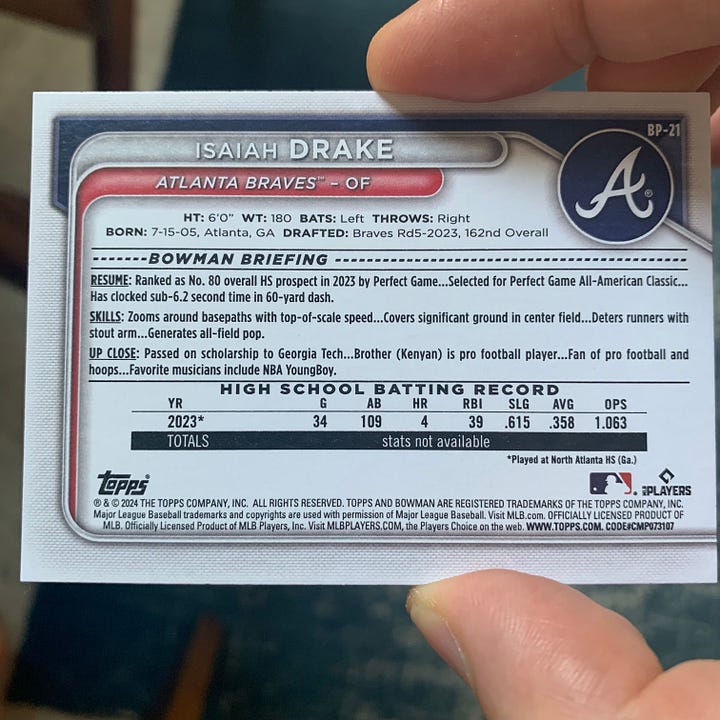 BP-21
ISAIAH DRAKE
ATLANTA BRAVES™ - OF
A®
HT: 6'0" WT: 180 BATS: Left THROWS: Right
BORN: 7-15-05, Atlanta, GA DRAFTED: Braves Rd5-2023, 162nd Overall
BOWMAN BRIEFING
RESUME: Ranked as No. 80 overall HS prospect in 2023 by Perfect Game...Selected for Perfect Game All-American Classic...
Has clocked sub-6.2 second time in 60-yard dash.
SKILLS: Zooms around basepaths with top-of-scale speed...Covers significant ground in center field...Deters runners with
stout arm...Generates all-field pop.
UP CLOSE: Passed on scholarship to Georgia Tech...Brother (Kenyan) is pro football player...Fan of pro football and
hoops...Favorite musicians include NBA YoungBoy.
HIGH SCHOOL BATTING RECORD
YR G AB HR RBI SLG AVG OPS
2023* 34 109 4 39 .615 .358 1.063
TOTALS stats not available
*Played at North Atlanta HS (Ga.)
Topps® PLAYERS
® & © 2024 THE TOPPS COMPANY, INC. ALL RIGHTS RESERVED. TOPPS AND BOWMAN ARE REGISTERED TRADEMARKS OF THE TOPPS COMPANY, INC.
Major League Baseball trademarks and copyrights are used with permission of Major League Baseball. Visit MLB.com. OFFICIALLY LICENSED PRODUCT OF
MLB. Officially Licensed Product of MLB Players, Inc. Visit MLBPLAYERS.COM, the Players Choice on the web. WWW.TOPPS.COM. CODE#CMP073107